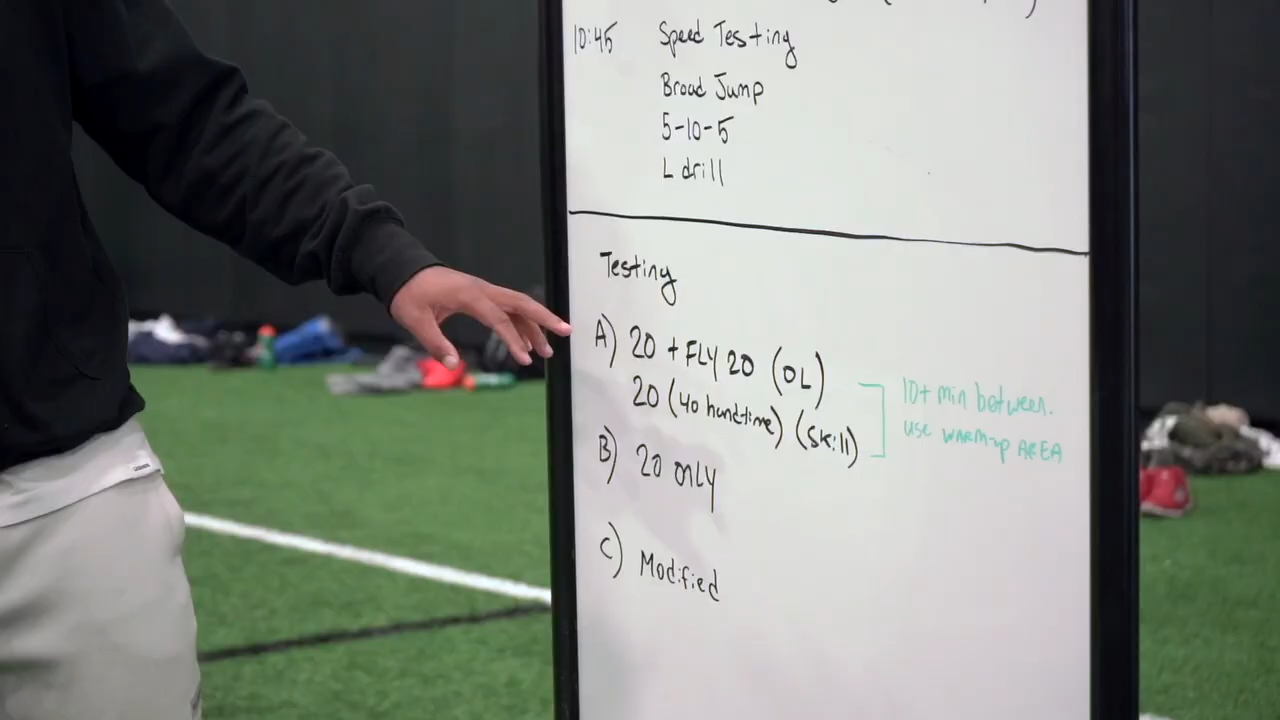 10:45 Speed Testing
Broad Jump
5-10-5
L drill
Testing
A) 20 + FLY 20 (OL)
20 (40 handtime) (Skill)
10+ min between.
use warm-up AREA
B) 20 only
C) Modified